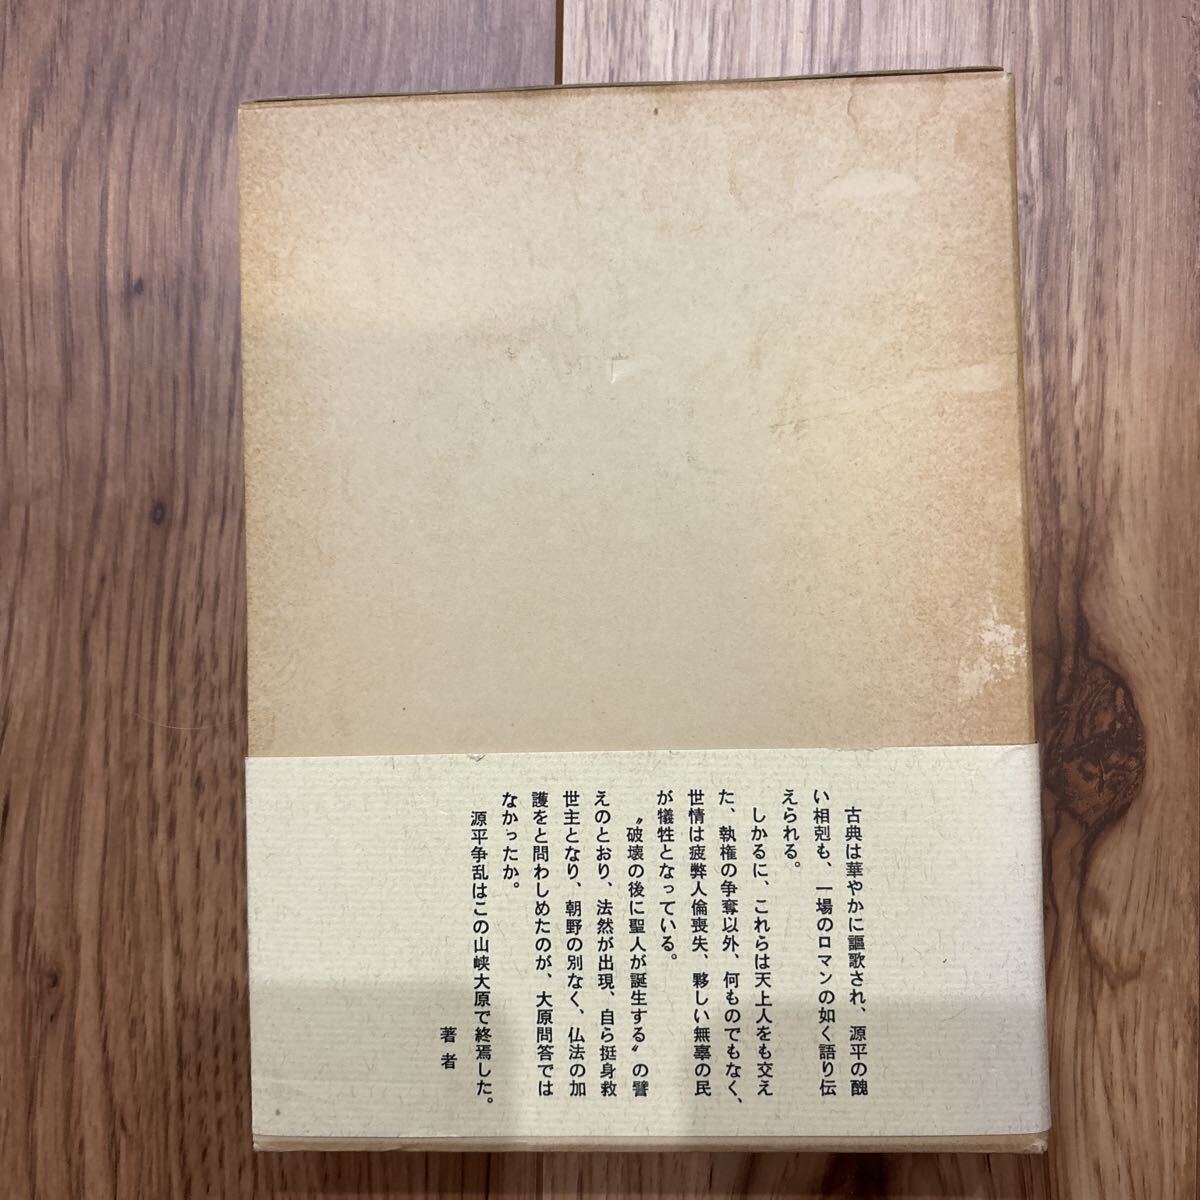 古典は華やかに謳歌され、源平の醜
い相剋も、一場のロマンの如く語り伝
えられる。
しかるに、これらは天上人をも交え
た、執権の争奪以外、何ものでもなく、
世情は疲弊人倫喪失、夥しい無辜の民
が犠牲となっている。
〝破壊の後に聖人が誕生する〟の譬
えのとおり、法然が出現、自ら挺身救
世主となり、朝野の別なく、仏法の加
護をと問わしめたのが、大原問答では
なかったか。
源平争乱はこの山峡大原で終焉した。
著者